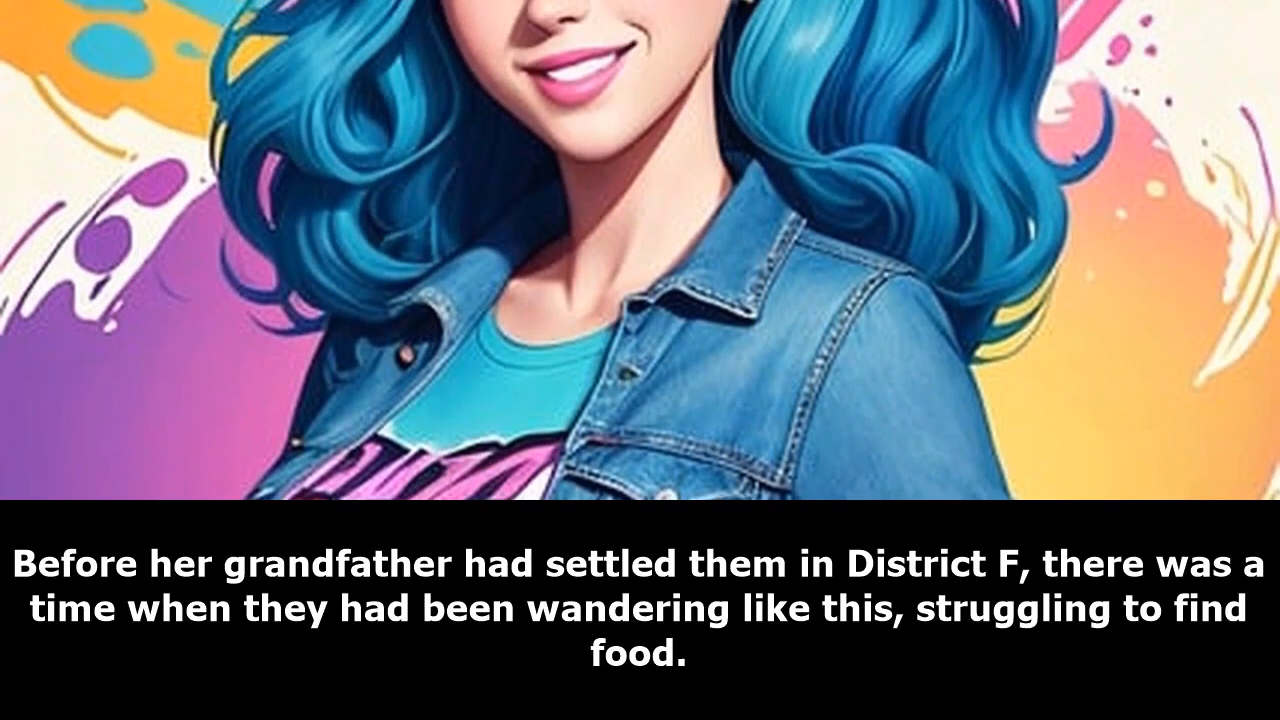 Before her grandfather had settled them in District F, there was a
time when they had been wandering like this, struggling to find
food.